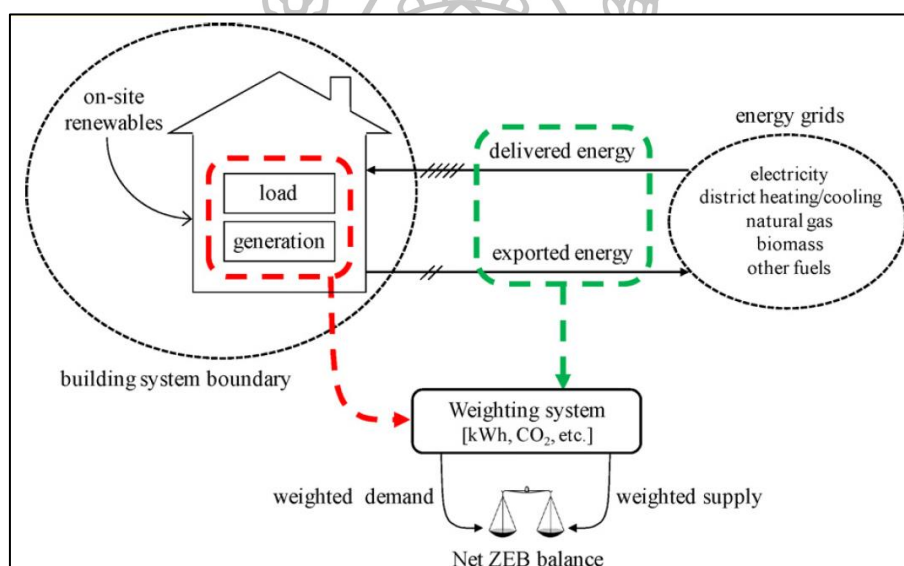 on-site
renewables
load
generation
building system boundary
delivered energy
exported energy
energy grids
electricity
district heating/cooling
natural gas
biomass
other fuels
Weighting system
[kWh, CO₂, etc.]
weighted demand
weighted supply
Net ZEB balance